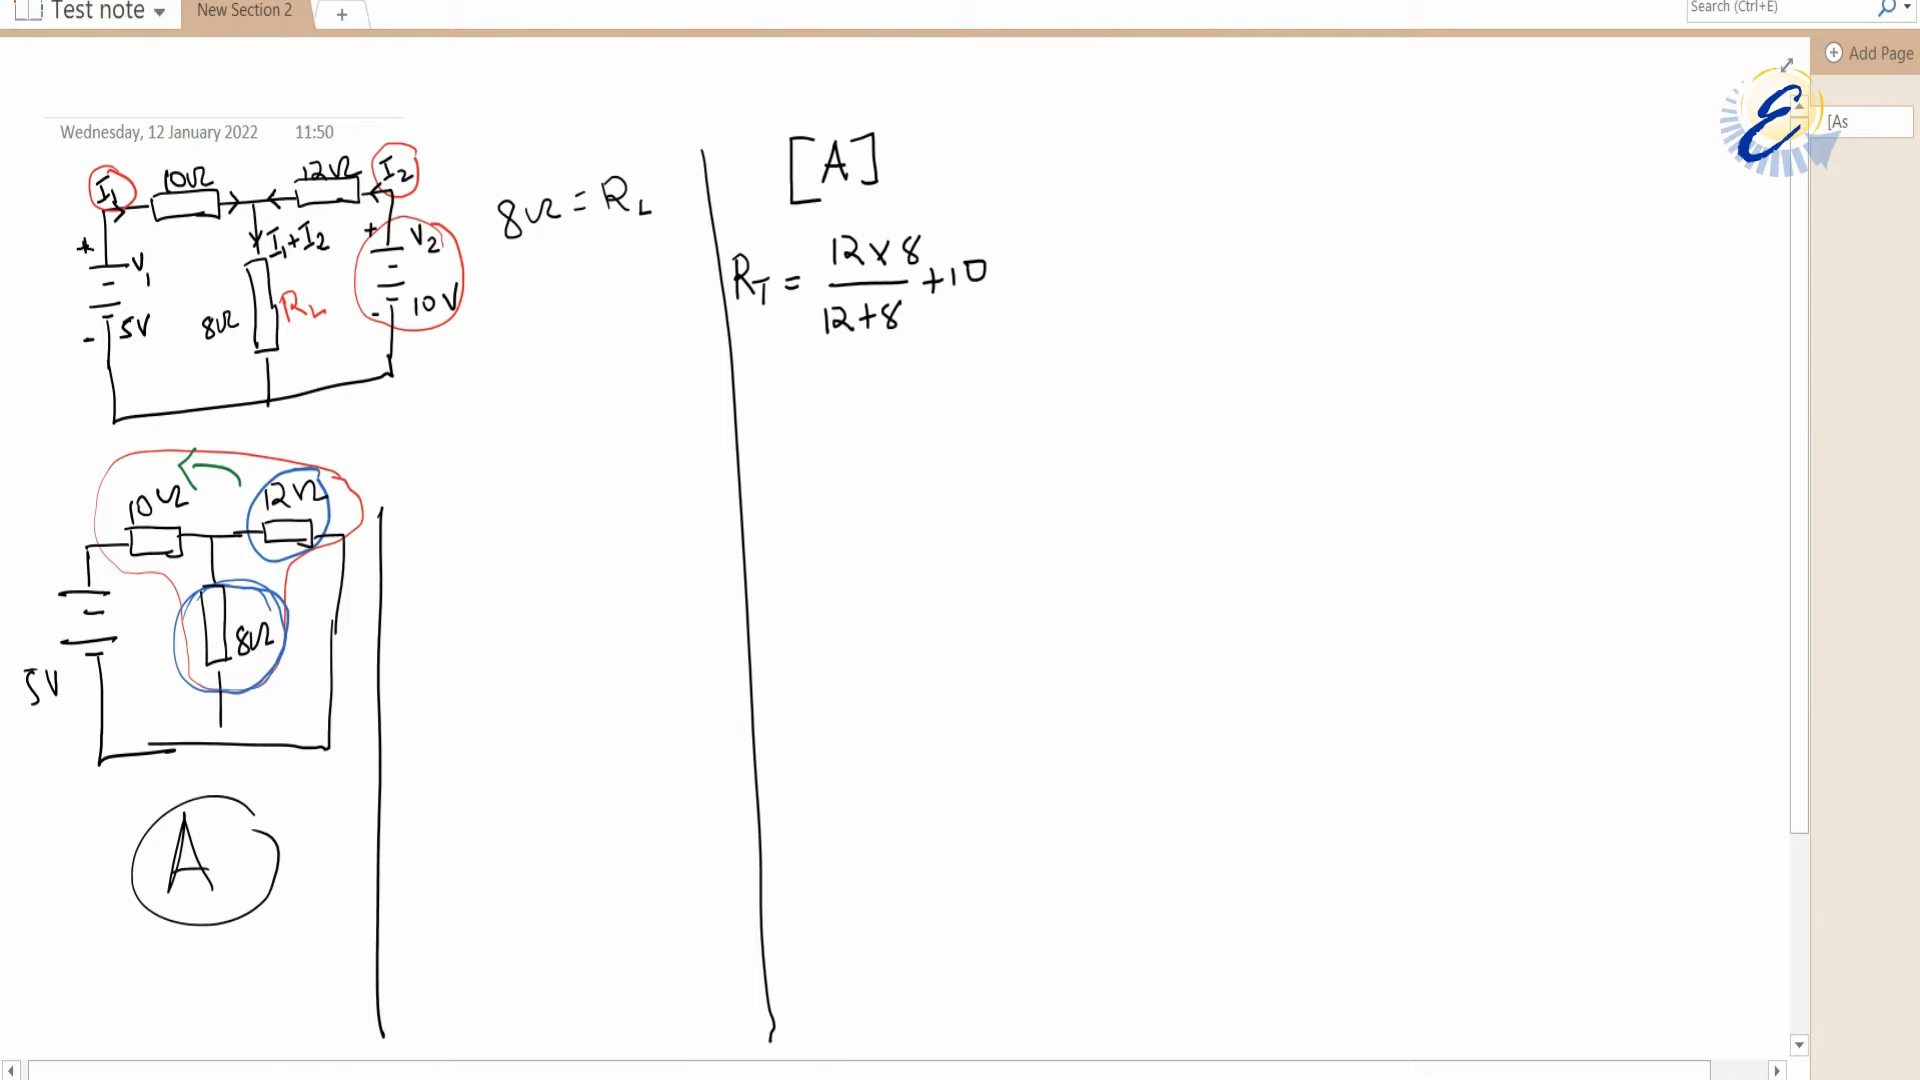 Test note
New Section 2
+
Search (Ctrl+E)
Add Page
[As
Wednesday, 12 January 2022 11:50
I1 10Ω 12Ω I2
8Ω = RL
I1+I2
+ V1
5V
-
8Ω RL
+ V2
10V
-
10Ω 12Ω
8Ω
5V
A
[A]
RT = 12 x 8 / 12+8 + 10
E